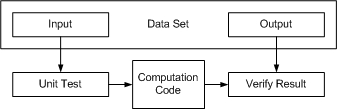 Input
Data Set
Output
Unit Test
Computation
Code
Verify Result